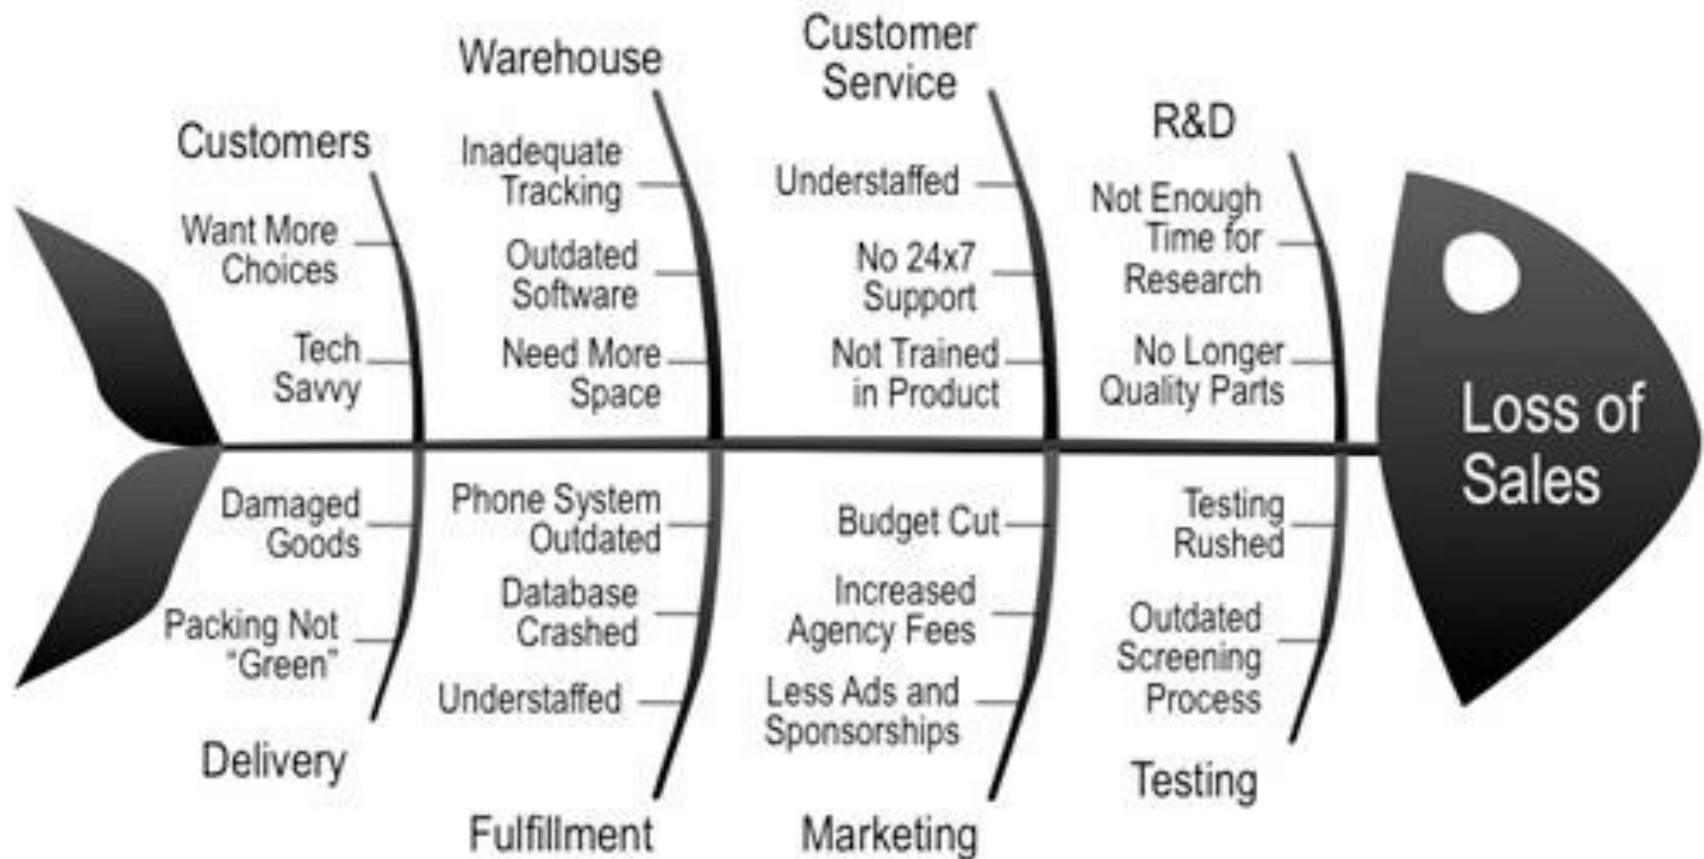 Customers
Want More
Choices
Tech
Savvy
Warehouse
Inadequate
Tracking
Outdated
Software
Need More
Space
Customer
Service
Understaffed
No 24x7
Support
Not Trained
in Product
R&D
Not Enough
Time for
Research
No Longer
Quality Parts
Loss of
Sales
Damaged
Goods
Packing Not
“Green”
Delivery
Phone System
Outdated
Database
Crashed
Understaffed
Fulfillment
Budget Cut
Increased
Agency Fees
Less Ads and
Sponsorships
Marketing
Testing
Rushed
Outdated
Screening
Process
Testing